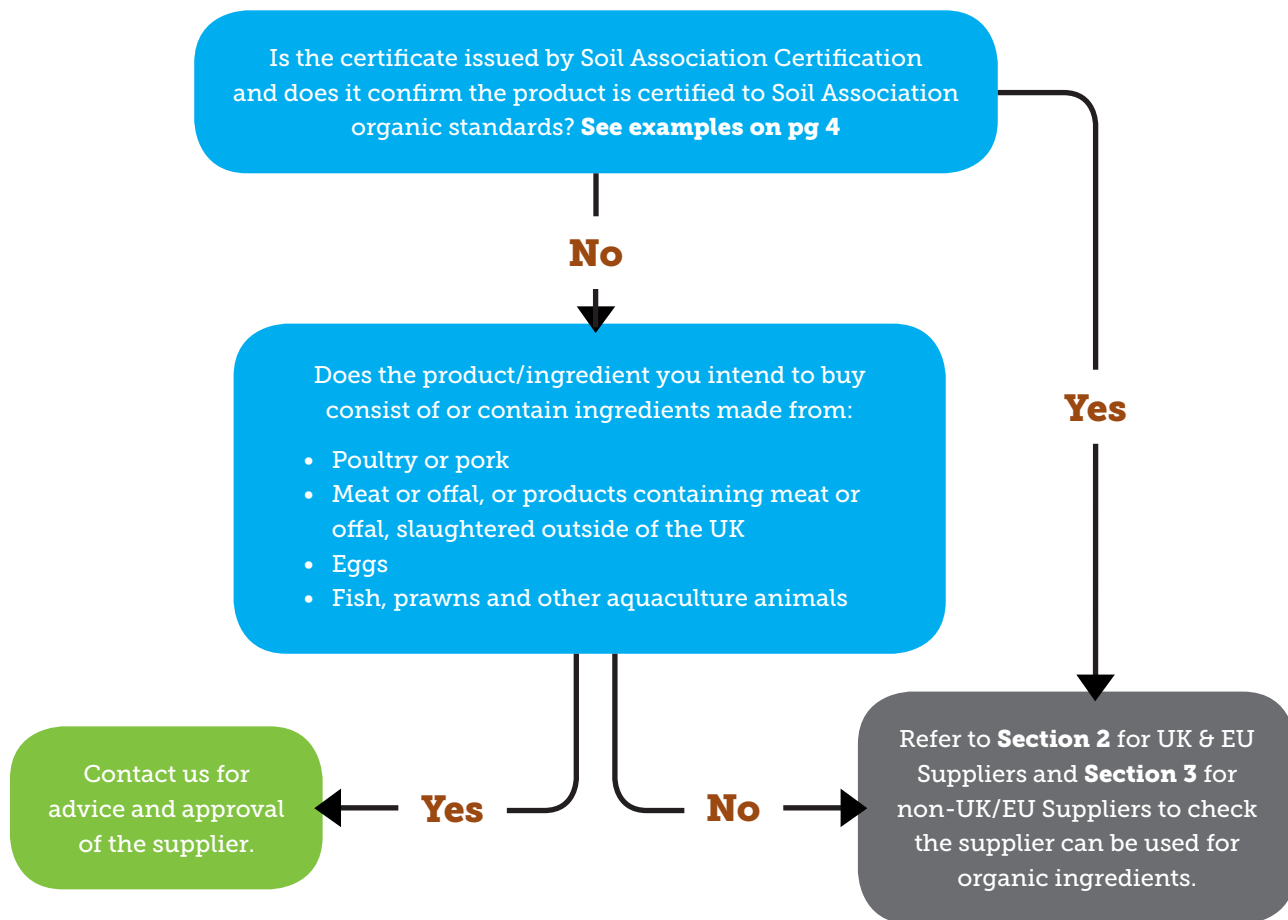 Is the certificate issued by Soil Association Certification
and does it confirm the product is certified to Soil Association
organic standards? See examples on pg 4
No
Yes
Does the product/ingredient you intend to buy
consist of or contain ingredients made from:
• Poultry or pork
• Meat or offal, or products containing meat or
offal, slaughtered outside of the UK
• Eggs
• Fish, prawns and other aquaculture animals
Yes
No
Contact us for
advice and approval
of the supplier.
Refer to Section 2 for UK & EU
Suppliers and Section 3 for
non-UK/EU Suppliers to check
the supplier can be used for
organic ingredients.